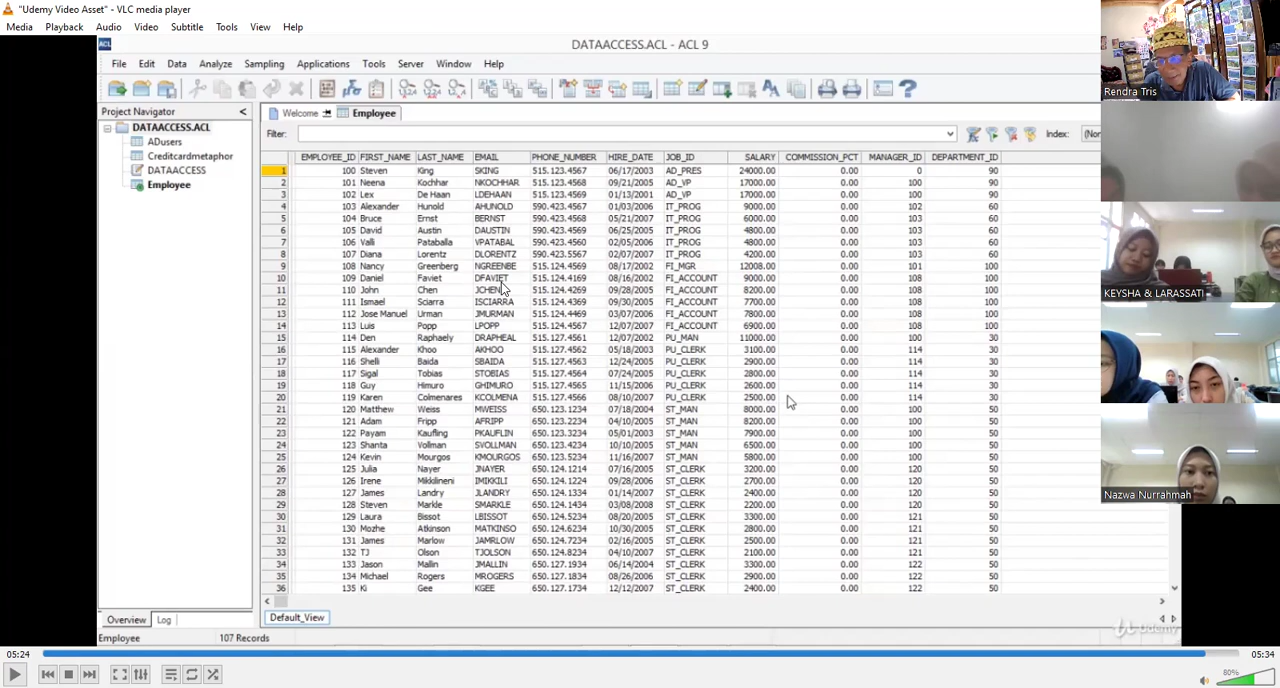 "Udemy Video Asset" - VLC media player
Media Playback Audio Video Subtitle Tools View Help
DATAACCESS.ACL - ACL 9
File Edit Data Analyze Sampling Applications Tools Server Window Help
Project Navigator <
DATAACCESS.ACL
ADusers
Creditcardmetaphor
DATAACCESS
Employee
Welcome Employee
Filter: Index: (Non
EMPLOYEE_ID FIRST_NAME LAST_NAME EMAIL PHONE_NUMBER HIRE_DATE JOB_ID SALARY COMMISSION_PCT MANAGER_ID DEPARTMENT_ID
1 100 Steven King SKING 515.123.4567 06/17/2003 AD_PRES 24000.00 0.00 0 90
2 101 Neena Kochhar NKOCHHAR 515.123.4568 09/21/2005 AD_VP 17000.00 0.00 100 90
3 102 Lex De Haan LDEHAAN 515.123.4569 01/13/2001 AD_VP 17000.00 0.00 100 90
4 103 Alexander Hunold AHUNOLD 590.423.4567 01/03/2006 IT_PROG 9000.00 0.00 102 60
5 104 Bruce Ernst BERNST 590.423.4568 05/21/2007 IT_PROG 6000.00 0.00 103 60
6 105 David Austin DAUSTIN 590.423.4569 06/25/2005 IT_PROG 4800.00 0.00 103 60
7 106 Valli Pataballa VPATABAL 590.423.4560 02/05/2006 IT_PROG 4800.00 0.00 103 60
8 107 Diana Lorentz DLORENTZ 590.423.5567 02/07/2007 IT_PROG 4200.00 0.00 103 60
9 108 Nancy Greenberg NGREENBE 515.124.4569 08/17/2002 FI_MGR 12008.00 0.00 101 100
10 109 Daniel Faviet DFAVIET 515.124.4169 08/16/2002 FI_ACCOUNT 9000.00 0.00 108 100
11 110 John Chen JCHEN 515.124.4269 09/28/2005 FI_ACCOUNT 8200.00 0.00 108 100
12 111 Ismael Sciarra ISCIARRA 515.124.4369 09/30/2005 FI_ACCOUNT 7700.00 0.00 108 100
13 112 Jose Manuel Urman JMURMAN 515.124.4469 03/07/2006 FI_ACCOUNT 7800.00 0.00 108 100
14 113 Luis Popp LPOPP 515.124.4567 12/07/2007 FI_ACCOUNT 6900.00 0.00 108 100
15 114 Den Raphaely DRAPHEAL 515.127.4561 12/07/2002 PU_MAN 11000.00 0.00 100 30
16 115 Alexander Khoo AKHOO 515.127.4562 05/18/2003 PU_CLERK 3100.00 0.00 114 30
17 116 Shelli Baida SBAIDA 515.127.4563 12/24/2005 PU_CLERK 2900.00 0.00 114 30
18 117 Sigal Tobias STOBIAS 515.127.4564 07/24/2005 PU_CLERK 2800.00 0.00 114 30
19 118 Guy Himuro GHIMURO 515.127.4565 11/15/2006 PU_CLERK 2600.00 0.00 114 30
20 119 Karen Colmenares KCOLMENA 515.127.4566 08/10/2007 PU_CLERK 2500.00 0.00 114 30
21 120 Matthew Weiss MWEISS 650.123.1234 07/18/2004 ST_MAN 8000.00 0.00 100 50
22 121 Adam Fripp AFRIPP 650.123.2234 04/10/2005 ST_MAN 8200.00 0.00 100 50
23 122 Payam Kaufling PKAUFLIN 650.123.3234 05/01/2003 ST_MAN 7900.00 0.00 100 50
24 123 Shanta Vollman SVOLLMAN 650.123.4234 10/10/2005 ST_MAN 6500.00 0.00 100 50
25 124 Kevin Mourgos KMOURGOS 650.123.5234 11/16/2007 ST_MAN 5800.00 0.00 100 50
26 125 Julia Nayer JNAYER 650.124.1214 07/16/2005 ST_CLERK 3200.00 0.00 120 50
27 126 Irene Mikkilineni IMIKKILI 650.124.1224 09/28/2006 ST_CLERK 2700.00 0.00 120 50
28 127 James Landry JLANDRY 650.124.1334 01/14/2007 ST_CLERK 2400.00 0.00 120 50
29 128 Steven Markle SMARKLE 650.124.1434 03/08/2008 ST_CLERK 2200.00 0.00 120 50
30 129 Laura Bissot LBISSOT 650.124.5234 08/20/2005 ST_CLERK 3300.00 0.00 121 50
31 130 Mozhe Atkinson MATKINSO 650.124.6234 10/30/2005 ST_CLERK 2800.00 0.00 121 50
32 131 James Marlow JAMRLOW 650.124.7234 02/16/2005 ST_CLERK 2500.00 0.00 121 50
33 132 TJ Olson TJOLSON 650.124.8234 04/10/2007 ST_CLERK 2100.00 0.00 121 50
34 133 Jason Mallin JMALLIN 650.127.1934 06/14/2004 ST_CLERK 3300.00 0.00 122 50
35 134 Michael Rogers MROGERS 650.127.1834 08/26/2006 ST_CLERK 2900.00 0.00 122 50
36 135 Ki Gee KGEE 650.127.1734 12/12/2007 ST_CLERK 2400.00 0.00 122 50
Overview Log
Default_View
Employee 107 Records
Udemy
05:24 05:34
80%
Rendra Tris
KEYSHA & LARASSATI
Nazwa Nurrahmah